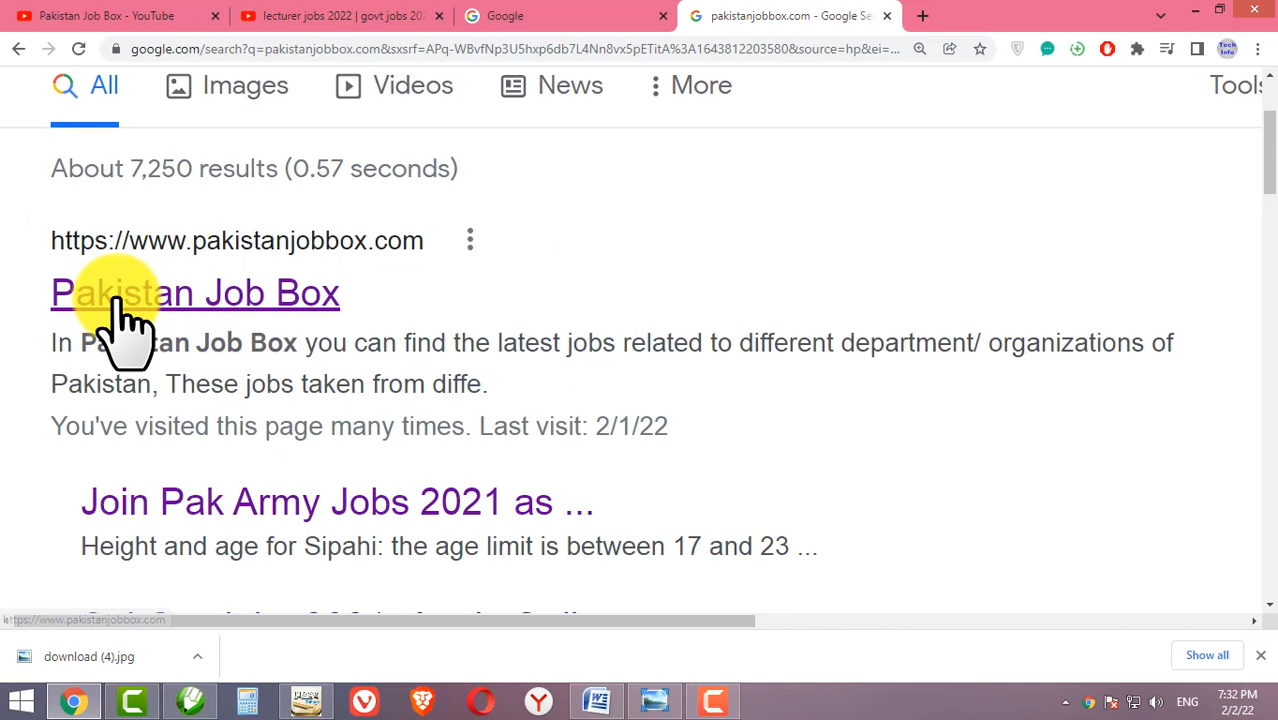 Pakistan Job Box - YouTube
lecturer jobs 2022 | govt jobs 20
Google
pakistanjobbox.com - Google Sea
google.com/search?q=pakistanjobbox.com&sxsrf=APq-WBvfNp3U9hxp6db7L4Nn8vx5pETitA%3A1643812203580&source=hp&ei=...
Tech Info
All
Images
Videos
News
More
Tools
About 7,250 results (0.57 seconds)
https://www.pakistanjobbox.com
Pakistan Job Box
In Pakistan Job Box you can find the latest jobs related to different department/ organizations of
Pakistan, These jobs taken from diffe.
You've visited this page many times. Last visit: 2/1/22
Join Pak Army Jobs 2021 as ...
Height and age for Sipahi: the age limit is between 17 and 23 ...
https://www.pakistanjobbox.com
download (4).jpg
Show all
ENG
7:32 PM
2/2/22